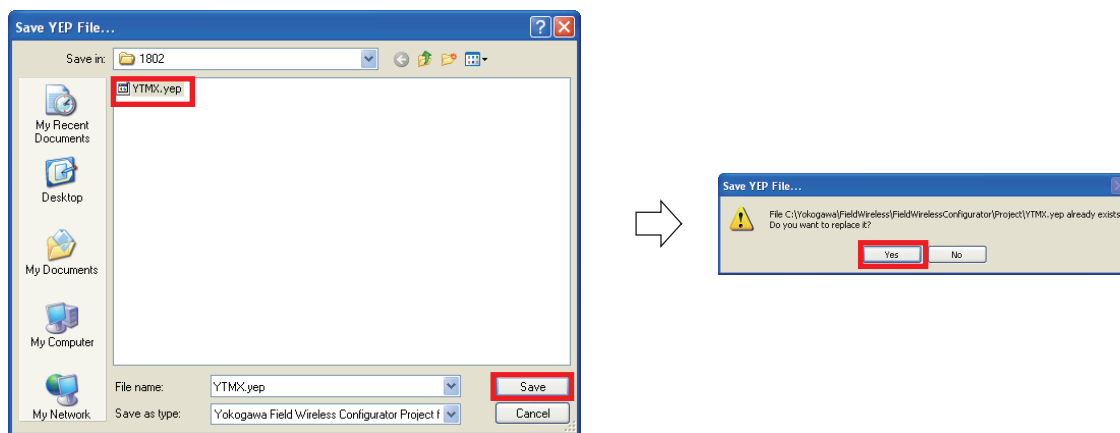 Save YEP File...
Save in:
1802
YTMX.yep
My Recent
Documents
Desktop
My Documents
My Computer
My Network
File name:
YTMX.yep
Save
Save as type:
Yokogawa Field Wireless Configurator Project f
Cancel
Save YEP File...
File C:\Yokogawa\FieldWireless\FieldWirelessConfigurator\Project\YTMX.yep already exists
Do you want to replace it?
Yes
No